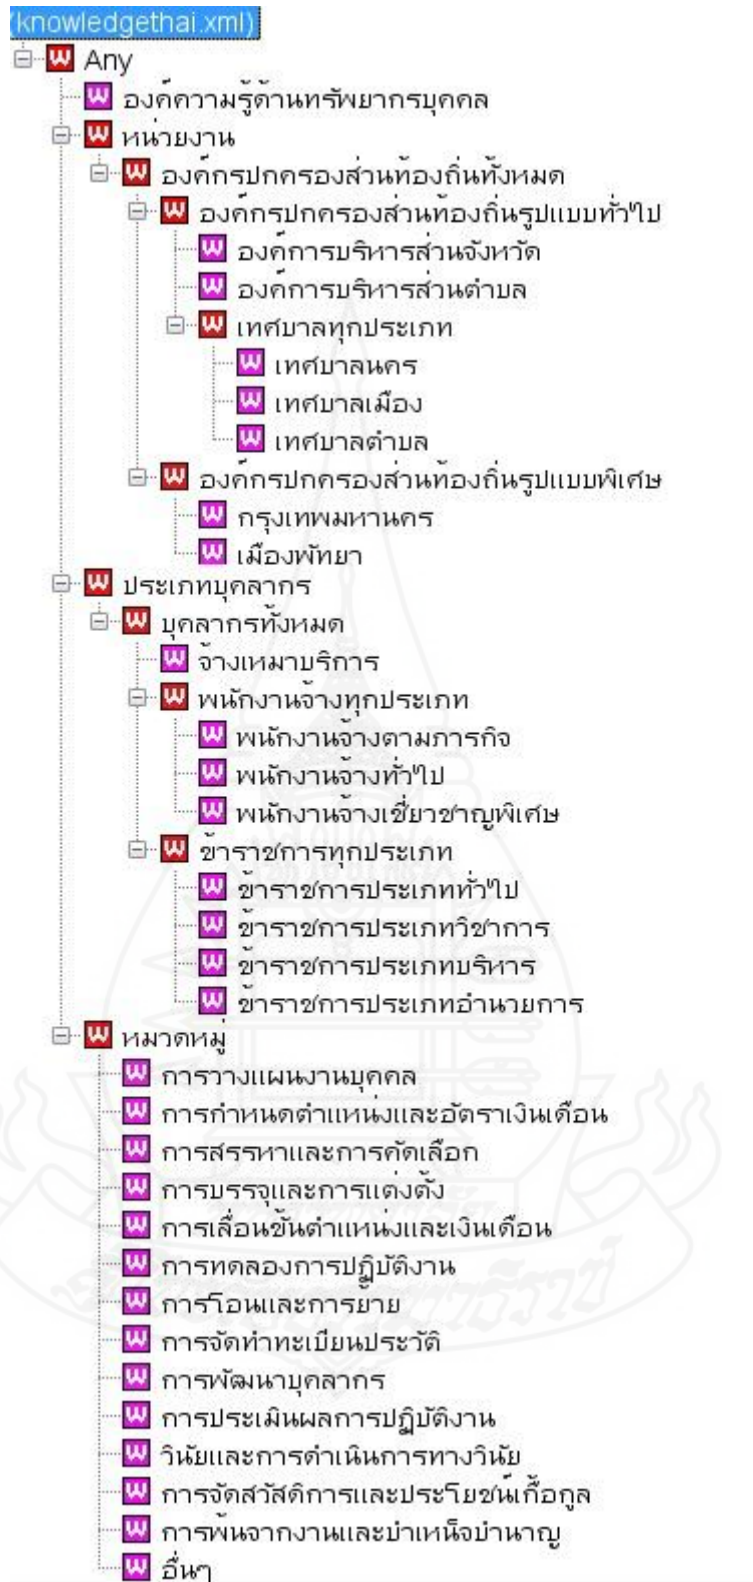 (knowledgethai.xml)
Any
องค์ความรู้ด้านทรัพยากรบุคคล
หน่วยงาน
องค์กรปกครองส่วนท้องถิ่นทั้งหมด
องค์กรปกครองส่วนท้องถิ่นรูปแบบทั่วไป
องค์การบริหารส่วนจังหวัด
องค์การบริหารส่วนตำบล
เทศบาลทุกประเภท
เทศบาลนคร
เทศบาลเมือง
เทศบาลตำบล
องค์กรปกครองส่วนท้องถิ่นรูปแบบพิเศษ
กรุงเทพมหานคร
เมืองพัทยา
ประเภทบุคลากร
บุคลากรทั้งหมด
จ้างเหมาบริการ
พนักงานจ้างทุกประเภท
พนักงานจ้างตามภารกิจ
พนักงานจ้างทั่วไป
พนักงานจ้างเชี่ยวชาญพิเศษ
ข้าราชการทุกประเภท
ข้าราชการประเภททั่วไป
ข้าราชการประเภทวิชาการ
ข้าราชการประเภทบริหาร
ข้าราชการประเภทอำนวยการ
หมวดหมู่
การวางแผนงานบุคคล
การกำหนดตำแหน่งและอัตราเงินเดือน
การสรรหาและการคัดเลือก
การบรรจุและการแต่งตั้ง
การเลื่อนขั้นตำแหน่งและเงินเดือน
การทดลองการปฏิบัติงาน
การโอนและการย้าย
การจัดทำทะเบียนประวัติ
การพัฒนาบุคลากร
การประเมินผลการปฏิบัติงาน
วินัยและการดำเนินการทางวินัย
การจัดสวัสดิการและประโยชน์เกื้อกูล
การพ้นจากงานและบำเหน็จบำนาญ
อื่นๆ